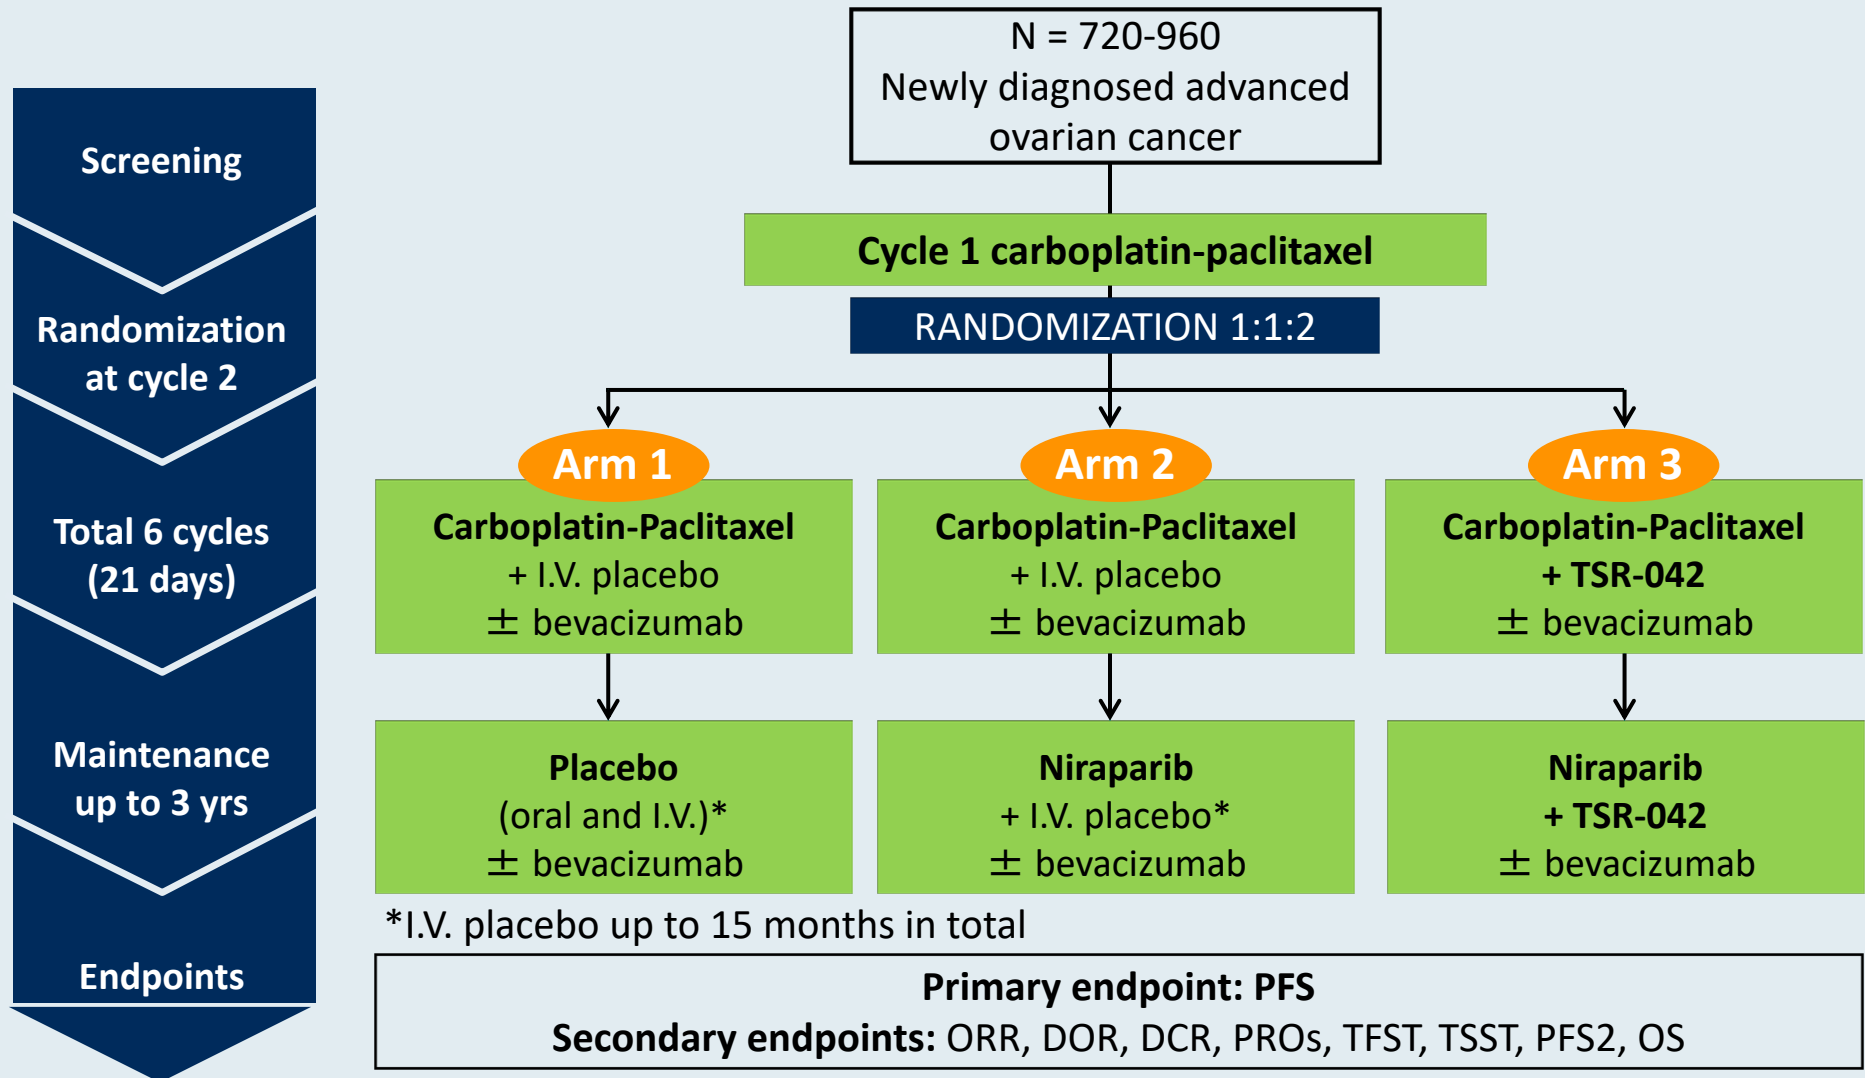 N = 720-960
Newly diagnosed advanced
ovarian cancer
Screening
Cycle 1 carboplatin-paclitaxel
Randomization
at cycle 2
RANDOMIZATION 1:1:2
Arm 1
Arm 2
Arm 3
Total 6 cycles
(21 days)
Carboplatin-Paclitaxel
+ I.V. placebo
± bevacizumab
Carboplatin-Paclitaxel
+ I.V. placebo
± bevacizumab
Carboplatin-Paclitaxel
+ TSR-042
± bevacizumab
Maintenance
up to 3 yrs
Placebo
(oral and I.V.)*
± bevacizumab
Niraparib
+ I.V. placebo*
± bevacizumab
Niraparib
+ TSR-042
± bevacizumab
*I.V. placebo up to 15 months in total
Endpoints
Primary endpoint: PFS
Secondary endpoints: ORR, DOR, DCR, PROs, TFST, TSST, PFS2, OS